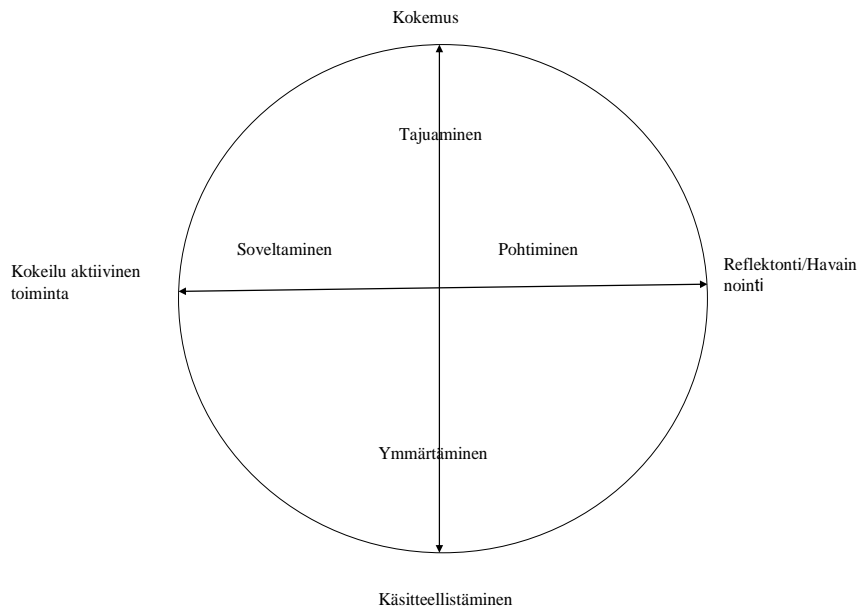 Kokemus
Tajuaminen
Soveltaminen
Pohtiminen
Kokeilu aktiivinen
toiminta
Reflektonti/Havain
nointi
Ymmärtäminen
Käsitteellistäminen